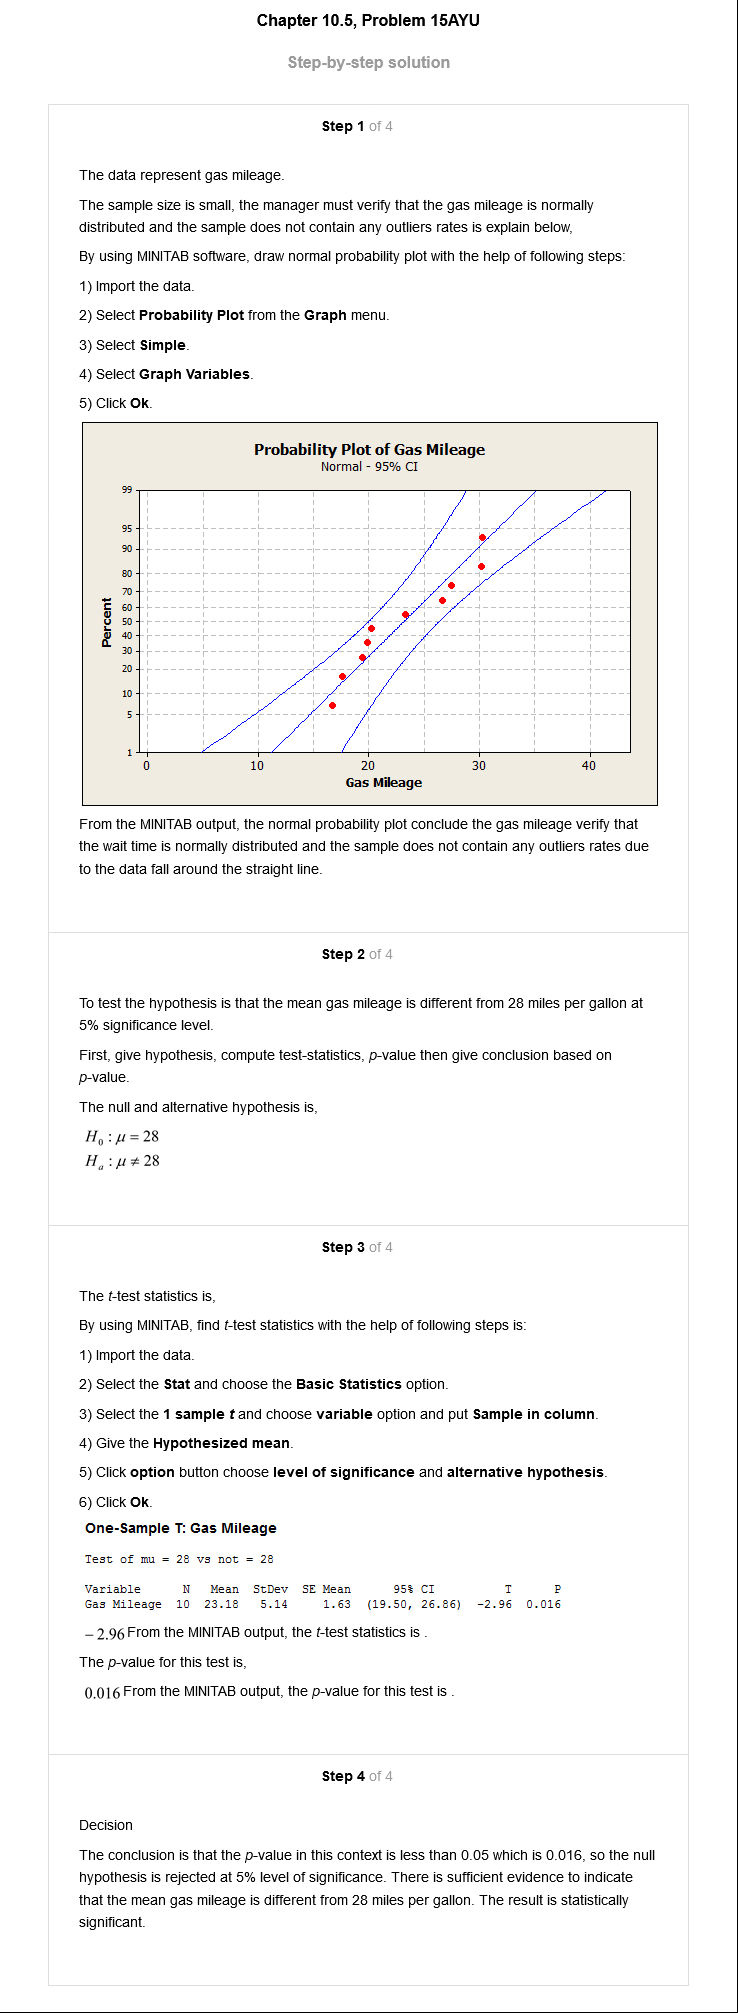 Chapter 10.5, Problem 15AYU
Step-by-step solution
Step 1 of 4
The data represent gas mileage.
The sample size is small, the manager must verify that the gas mileage is normally
distributed and the sample does not contain any outliers rates is explain below,
By using MINITAB software, draw normal probability plot with the help of following steps:
1) Import the data.
2) Select Probability Plot from the Graph menu.
3) Select Simple.
4) Select Graph Variables.
5) Click Ok.
Probability Plot of Gas Mileage
Normal - 95% CI
99
95
90
80
70
60
50
40
30
20
10
5
1
Percent
0 10 20 30 40
Gas Mileage
From the MINITAB output, the normal probability plot conclude the gas mileage verify that
the wait time is normally distributed and the sample does not contain any outliers rates due
to the data fall around the straight line.
Step 2 of 4
To test the hypothesis is that the mean gas mileage is different from 28 miles per gallon at
5% significance level.
First, give hypothesis, compute test-statistics, p-value then give conclusion based on
p-value.
The null and alternative hypothesis is,
H₀ : μ = 28
Hₐ : μ ≠ 28
Step 3 of 4
The t-test statistics is,
By using MINITAB, find t-test statistics with the help of following steps is:
1) Import the data.
2) Select the Stat and choose the Basic Statistics option.
3) Select the 1 sample t and choose variable option and put Sample in column.
4) Give the Hypothesized mean.
5) Click option button choose level of significance and alternative hypothesis.
6) Click Ok.
One-Sample T: Gas Mileage
Test of mu = 28 vs not = 28
Variable N Mean StDev SE Mean 95% CI T P
Gas Mileage 10 23.18 5.14 1.63 (19.50, 26.86) -2.96 0.016
−2.96 From the MINITAB output, the t-test statistics is .
The p-value for this test is,
0.016 From the MINITAB output, the p-value for this test is .
Step 4 of 4
Decision
The conclusion is that the p-value in this context is less than 0.05 which is 0.016, so the null
hypothesis is rejected at 5% level of significance. There is sufficient evidence to indicate
that the mean gas mileage is different from 28 miles per gallon. The result is statistically
significant.